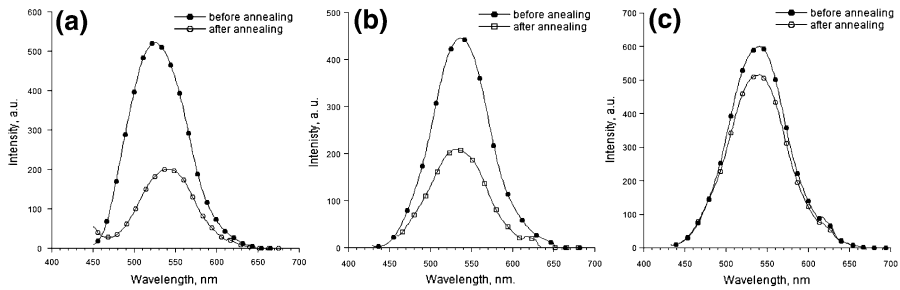 (a)
before annealing
after annealing
600
500
400
300
200
100
0
Intensity, a.u.
400 450 500 550 600 650 700
Wavelength, nm
(b)
before annealing
after annealing
500
400
300
200
100
0
Intenisty, a.u.
400 450 500 550 600 650 700
Wavelength, nm.
(c)
before annealing
after annealing
700
600
500
400
300
200
100
0
Intensity, a.u.
400 450 500 550 600 650 700
Wavelength, nm